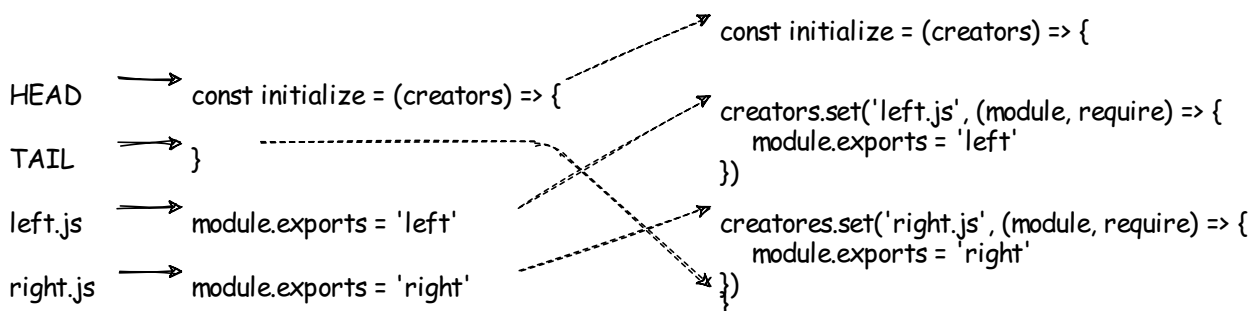 HEAD
const initialize = (creators) => {
TAIL
}
left.js
module.exports = 'left'
right.js
module.exports = 'right'
const initialize = (creators) => {
creators.set('left.js', (module, require) => {
module.exports = 'left'
})
creatores.set('right.js', (module, require) => {
module.exports = 'right'
})
}